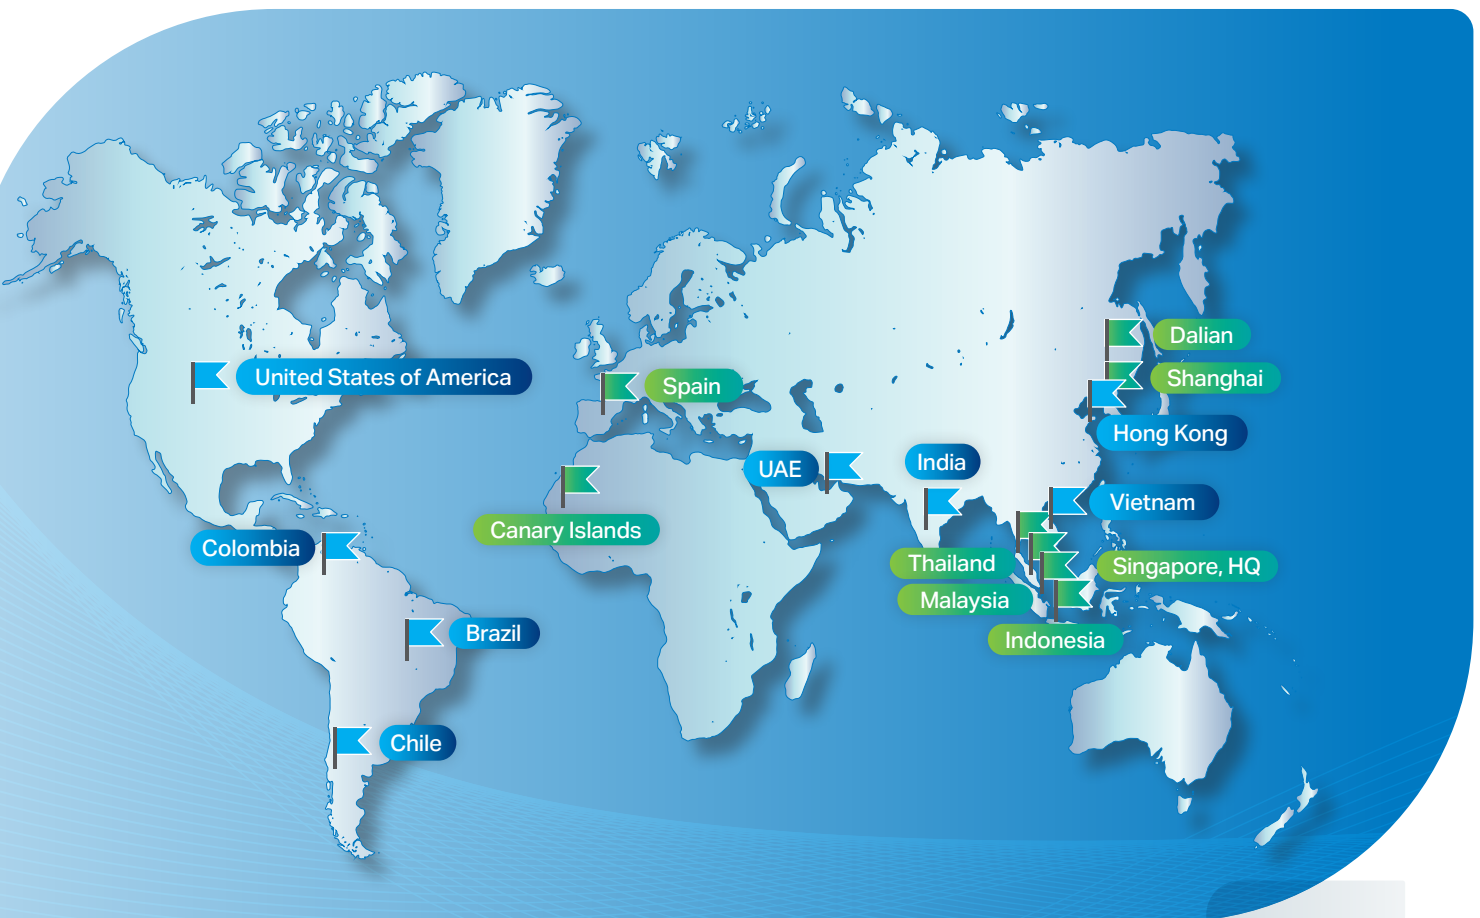 Dalian
United States of America
Spain
Shanghai
Hong Kong
UAE
India
Vietnam
Canary Islands
Colombia
Thailand
Singapore, HQ
Malaysia
Brazil
Indonesia
Chile